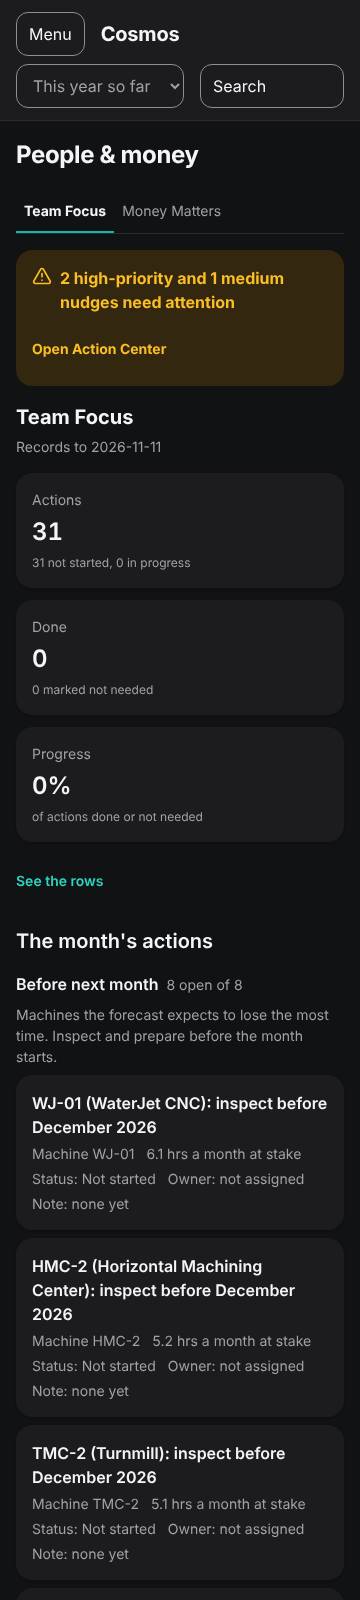 Menu
Cosmos
This year so far
Search
People & money
Team Focus
Money Matters
2 high-priority and 1 medium
nudges need attention
Open Action Center
Team Focus
Records to 2026-11-11
Actions
31
31 not started, 0 in progress
Done
0
0 marked not needed
Progress
0%
of actions done or not needed
See the rows
The month's actions
Before next month 8 open of 8
Machines the forecast expects to lose the most
time. Inspect and prepare before the month
starts.
WJ-01 (WaterJet CNC): inspect before
December 2026
Machine WJ-01 6.1 hrs a month at stake
Status: Not started Owner: not assigned
Note: none yet
HMC-2 (Horizontal Machining
Center): inspect before December
2026
Machine HMC-2 5.2 hrs a month at stake
Status: Not started Owner: not assigned
Note: none yet
TMC-2 (Turnmill): inspect before
December 2026
Machine TMC-2 5.1 hrs a month at stake
Status: Not started Owner: not assigned
Note: none yet